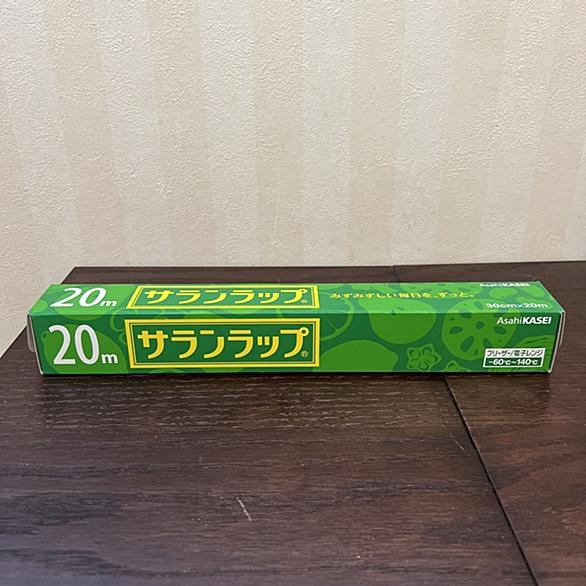 20m
サランラップ®
みずみずしい毎日を、ずっと。
AsahiKASEI
30cm×20m
20m
サランラップ®
AsahiKASEI
フリーザー/電子レンジ
-60℃~140℃